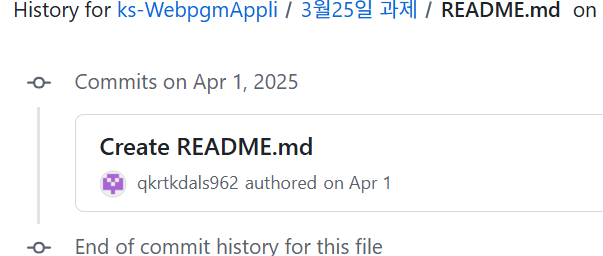 History for ks-WebpgmAppli / 3월25일 과제 / README.md on
Commits on Apr 1, 2025
Create README.md
qkrtkdals962 authored on Apr 1
End of commit history for this file